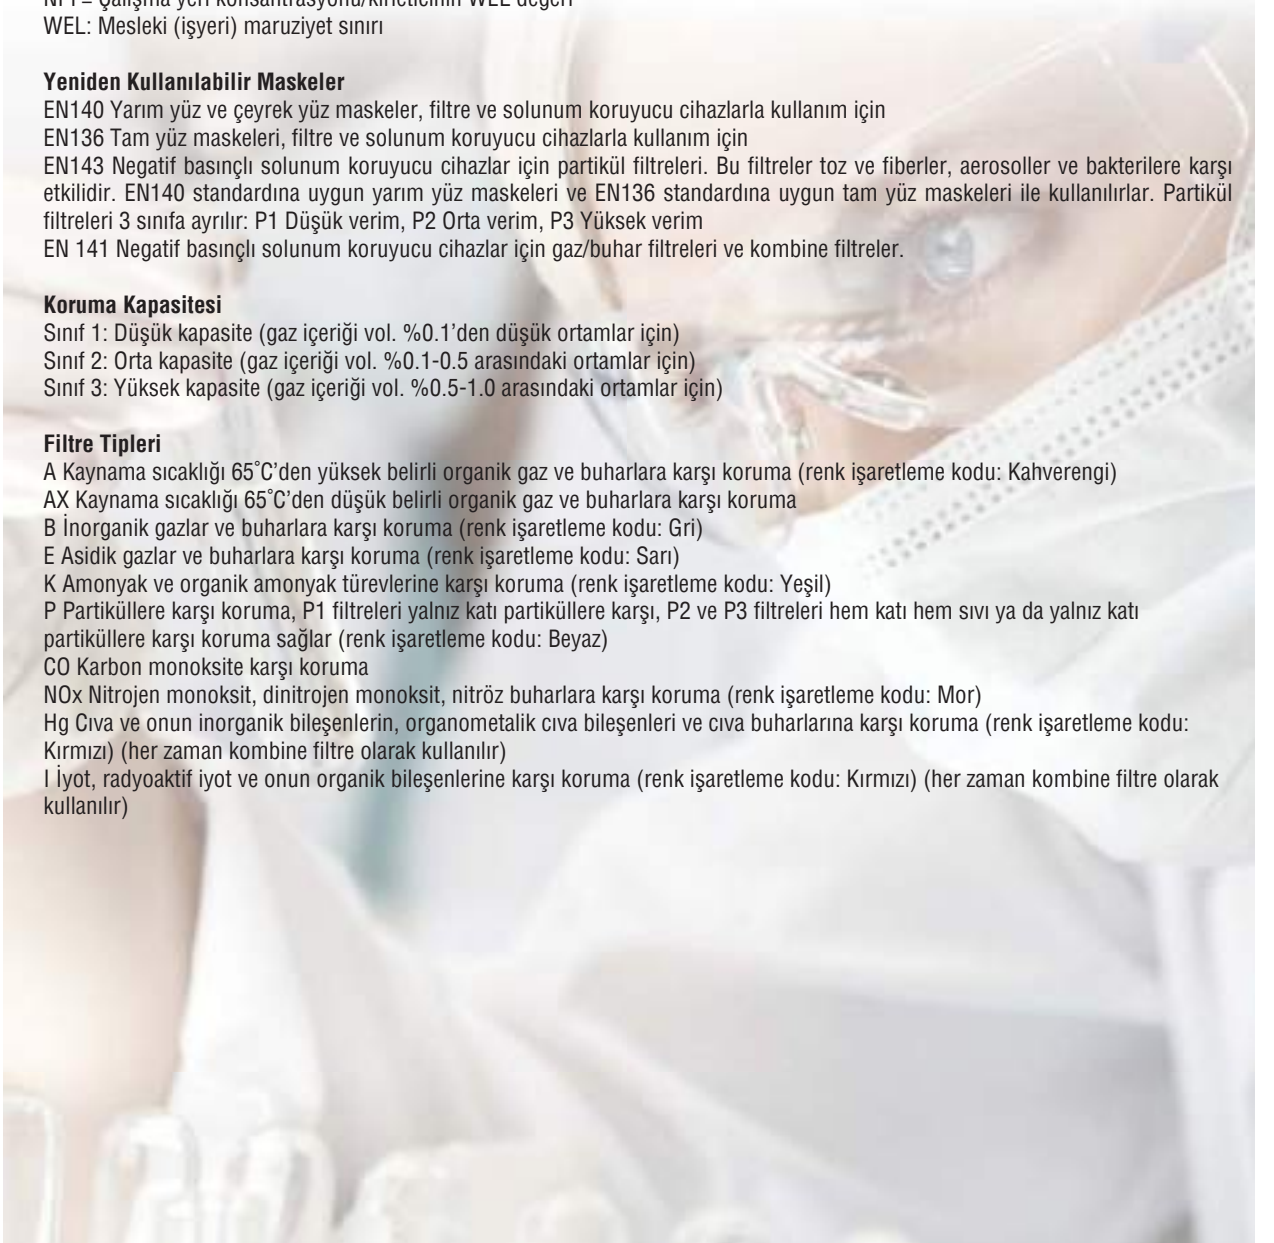 NPF= Çalışma yeri konsantrasyonu/kirleticinin WEL değeri
WEL: Mesleki (işyeri) maruziyet sınırı
Yeniden Kullanılabilir Maskeler
EN140 Yarım yüz ve çeyrek yüz maskeler, filtre ve solunum koruyucu cihazlarla kullanım için
EN136 Tam yüz maskeleri, filtre ve solunum koruyucu cihazlarla kullanım için
EN143 Negatif basınçlı solunum koruyucu cihazlar için partikül filtreleri. Bu filtreler toz ve fiberler, aerosoller ve bakterilere karşı
etkilidir. EN140 standardına uygun yarım yüz maskeleri ve EN136 standardına uygun tam yüz maskeleri ile kullanılırlar. Partikül
filtreleri 3 sınıfa ayrılır: P1 Düşük verim, P2 Orta verim, P3 Yüksek verim
EN 141 Negatif basınçlı solunum koruyucu cihazlar için gaz/buhar filtreleri ve kombine filtreler.
Koruma Kapasitesi
Sınıf 1: Düşük kapasite (gaz içeriği vol. %0.1’den düşük ortamlar için)
Sınıf 2: Orta kapasite (gaz içeriği vol. %0.1-0.5 arasındaki ortamlar için)
Sınıf 3: Yüksek kapasite (gaz içeriği vol. %0.5-1.0 arasındaki ortamlar için)
Filtre Tipleri
A Kaynama sıcaklığı 65˚C’den yüksek belirli organik gaz ve buharlara karşı koruma (renk işaretleme kodu: Kahverengi)
AX Kaynama sıcaklığı 65˚C’den düşük belirli organik gaz ve buharlara karşı koruma
B İnorganik gazlar ve buharlara karşı koruma (renk işaretleme kodu: Gri)
E Asidik gazlar ve buharlara karşı koruma (renk işaretleme kodu: Sarı)
K Amonyak ve organik amonyak türevlerine karşı koruma (renk işaretleme kodu: Yeşil)
P Partiküllere karşı koruma, P1 filtreleri yalnız katı partiküllere karşı, P2 ve P3 filtreleri hem katı hem sıvı ya da yalnız katı
partiküllere karşı koruma sağlar (renk işaretleme kodu: Beyaz)
CO Karbon monoksite karşı koruma
NOx Nitrojen monoksit, dinitrojen monoksit, nitröz buharlara karşı koruma (renk işaretleme kodu: Mor)
Hg Cıva ve onun inorganik bileşenlerin, organometalik cıva bileşenleri ve cıva buharlarına karşı koruma (renk işaretleme kodu:
Kırmızı) (her zaman kombine filtre olarak kullanılır)
I İyot, radyoaktif iyot ve onun organik bileşenlerine karşı koruma (renk işaretleme kodu: Kırmızı) (her zaman kombine filtre olarak
kullanılır)